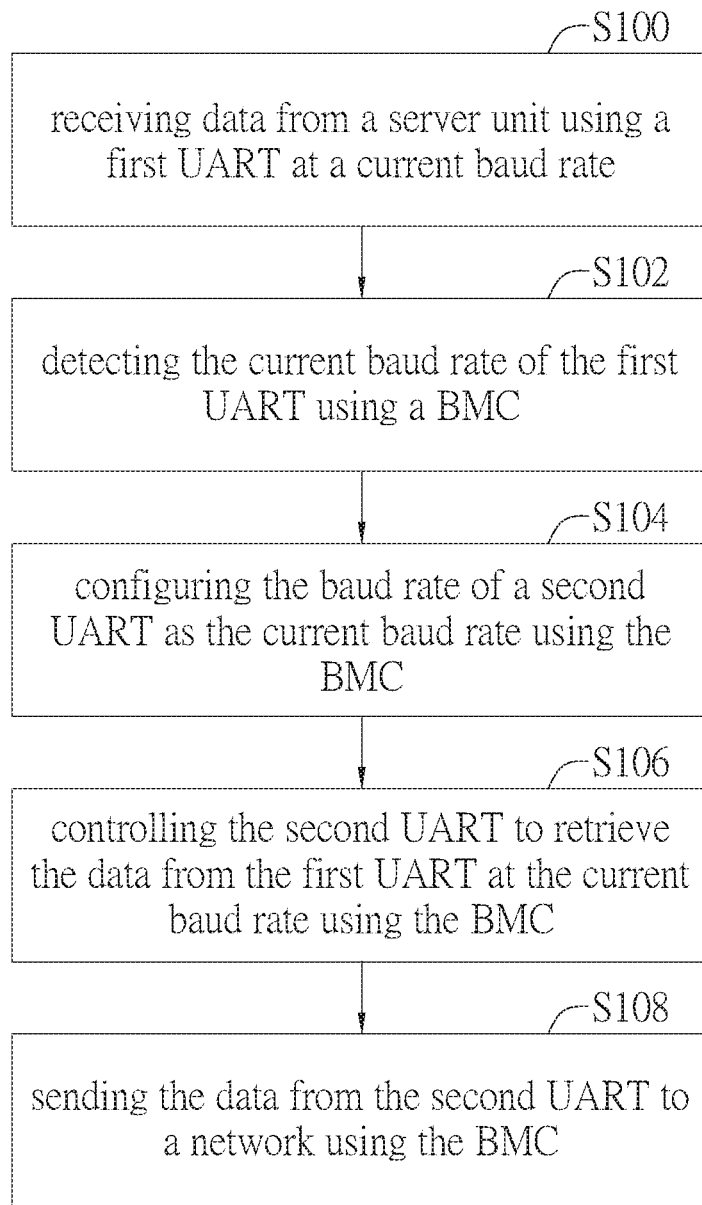 S100
receiving data from a server unit using a
first UART at a current baud rate
S102
detecting the current baud rate of the first
UART using a BMC
S104
configuring the baud rate of a second
UART as the current baud rate using the
BMC
S106
controlling the second UART to retrieve
the data from the first UART at the current
baud rate using the BMC
S108
sending the data from the second UART to
a network using the BMC